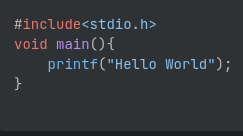 #include<stdio.h>
void main(){
    printf("Hello World");
}